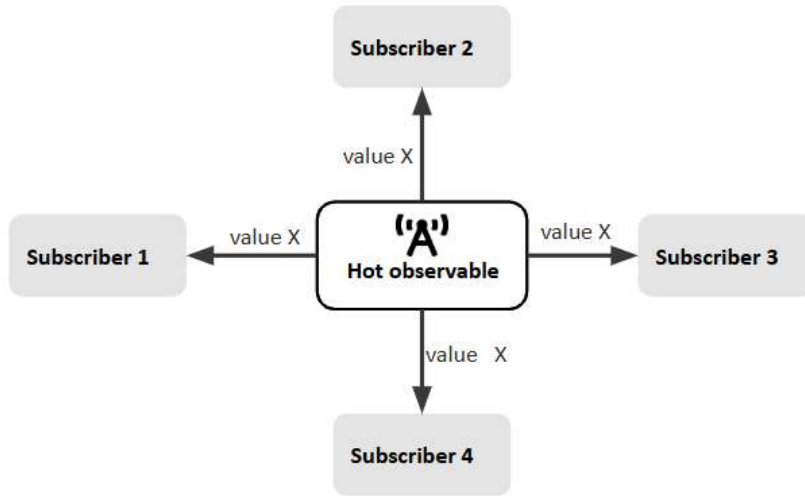 Subscriber 2
value X
Subscriber 1
value X
Hot observable
value X
Subscriber 3
value X
Subscriber 4